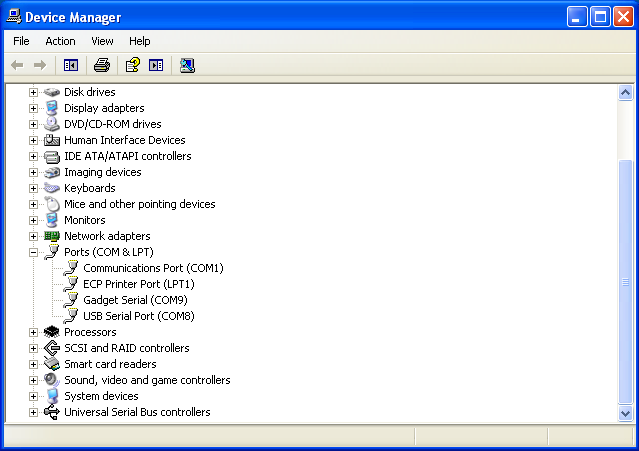 Device Manager
File Action View Help
Disk drives
Display adapters
DVD/CD-ROM drives
Human Interface Devices
IDE ATA/ATAPI controllers
Imaging devices
Keyboards
Mice and other pointing devices
Monitors
Network adapters
Ports (COM & LPT)
Communications Port (COM1)
ECP Printer Port (LPT1)
Gadget Serial (COM9)
USB Serial Port (COM8)
Processors
SCSI and RAID controllers
Smart card readers
Sound, video and game controllers
System devices
Universal Serial Bus controllers